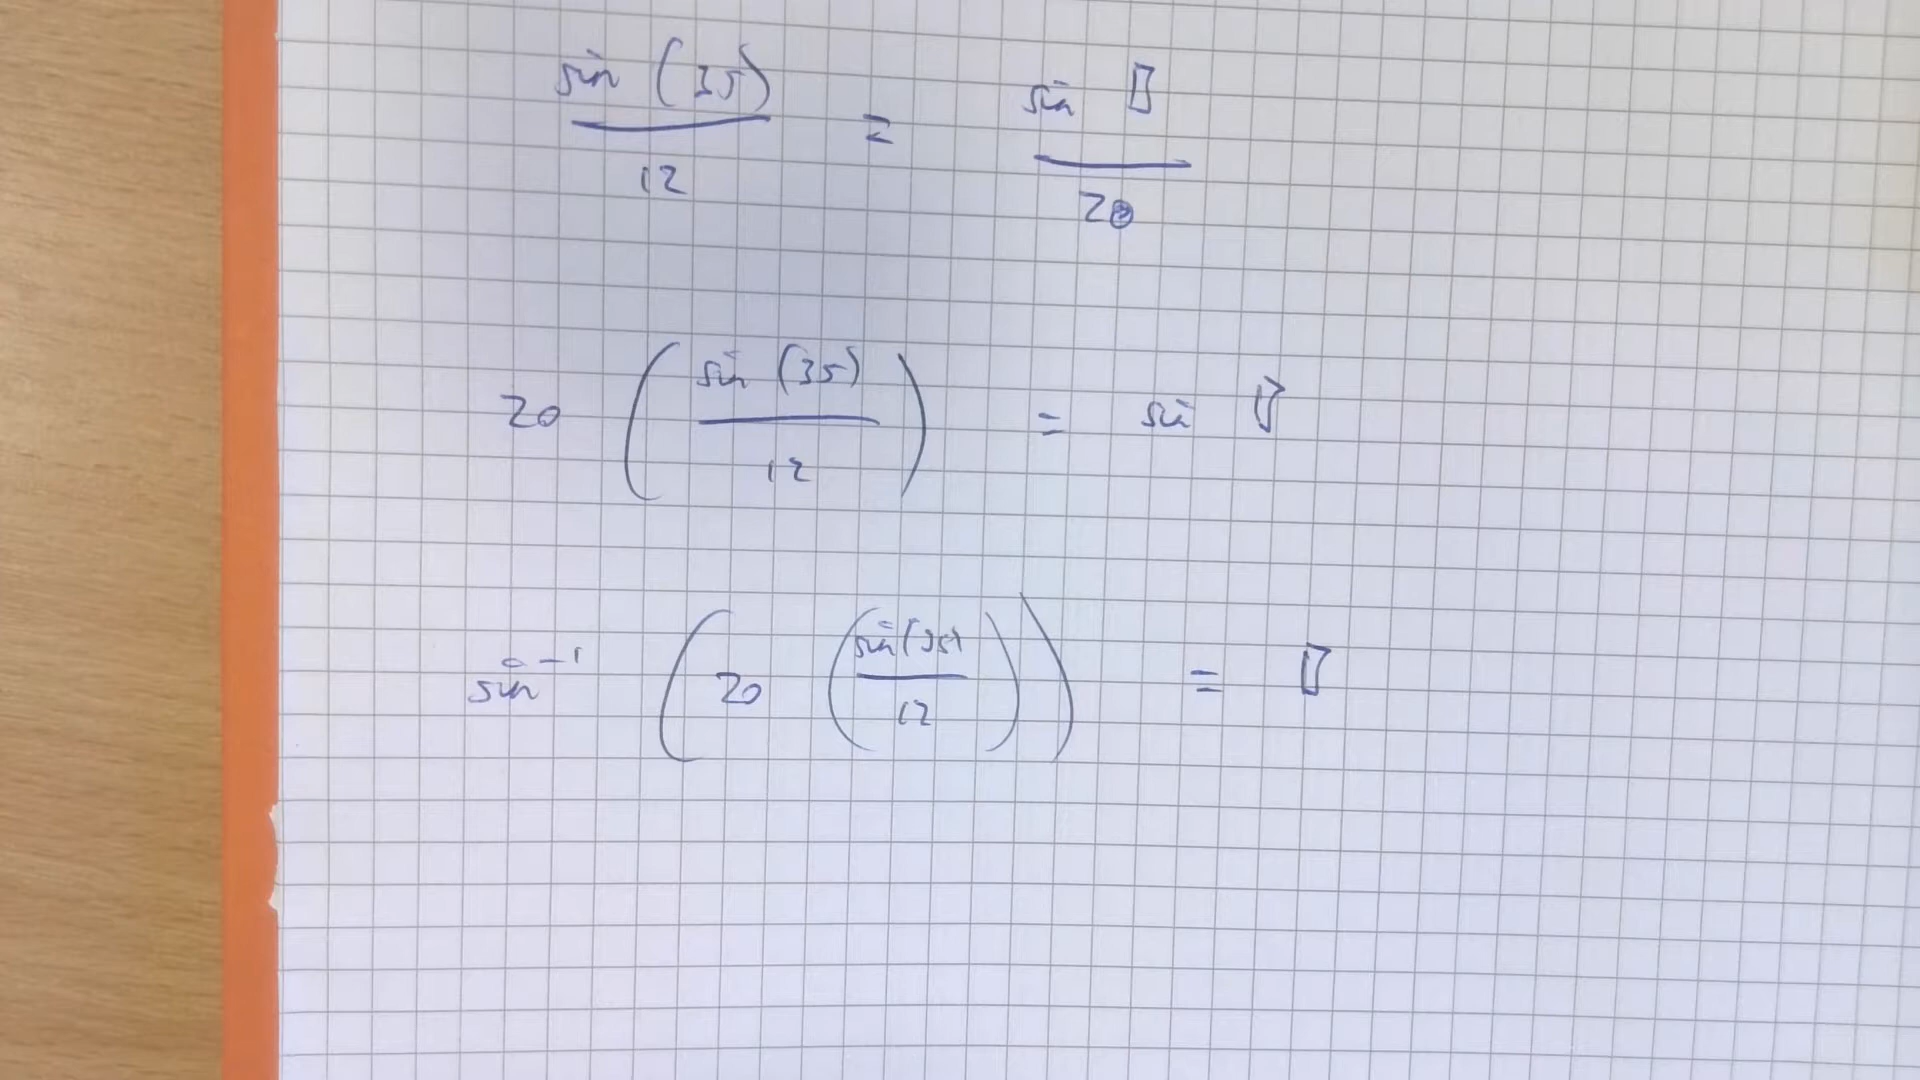 sin (35) / 12 = sin ▯ / 20
20 ( sin (35) / 12 ) = sin ▯
sin⁻¹ ( 20 ( sin (35) / 12 ) ) = ▯